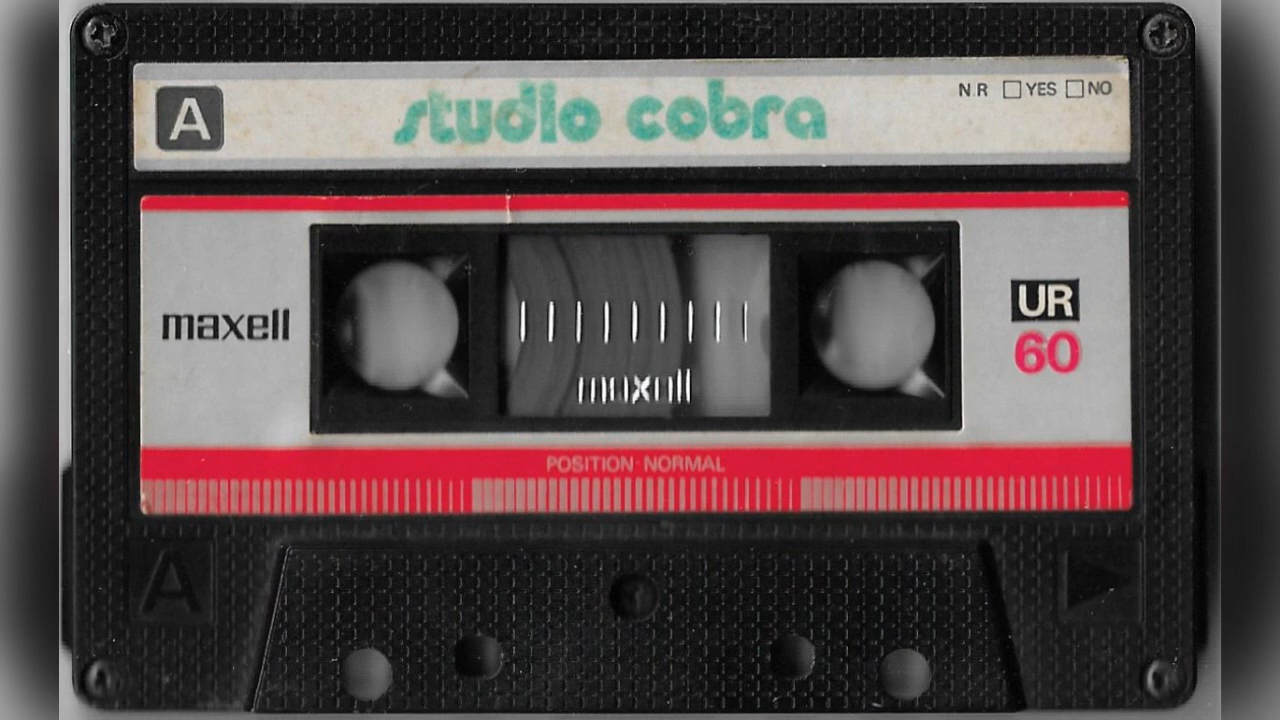 A
studio cobra
N.R □ YES □ NO
maxell
UR
60
maxell
POSITION · NORMAL
A